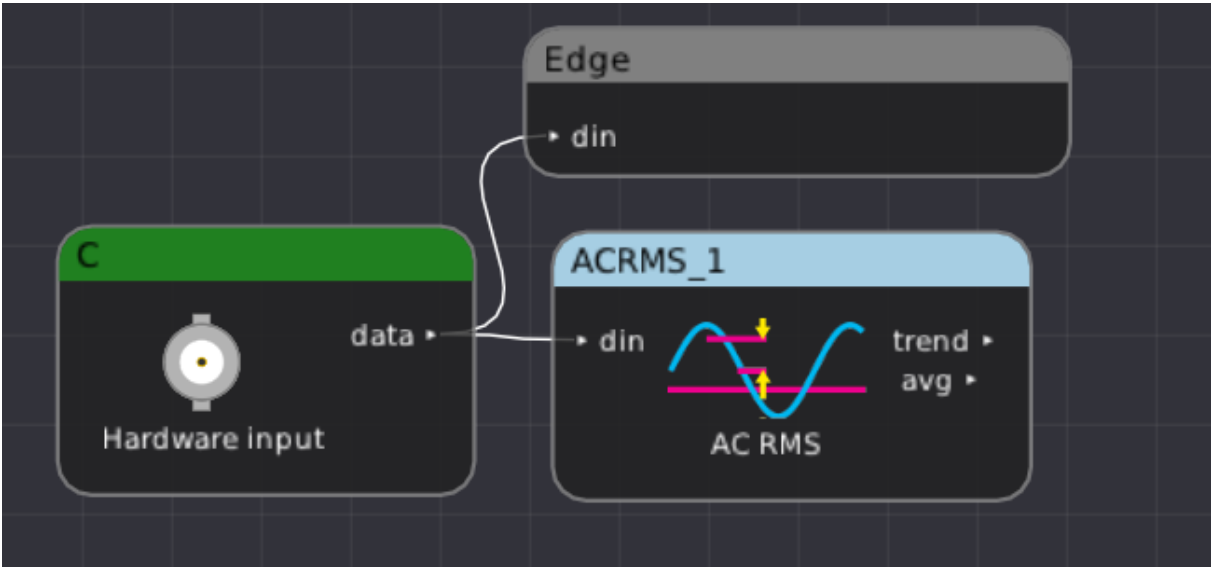 Edge
din
C
data
Hardware input
ACRMS_1
din
trend
avg
AC RMS